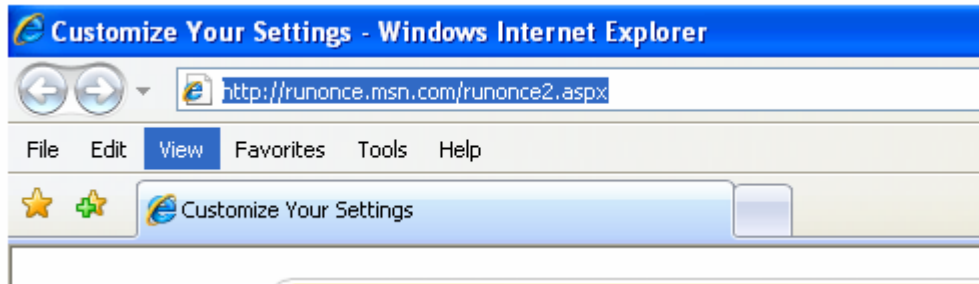 Customize Your Settings - Windows Internet Explorer
http://runonce.msn.com/runonce2.aspx
File Edit View Favorites Tools Help
Customize Your Settings